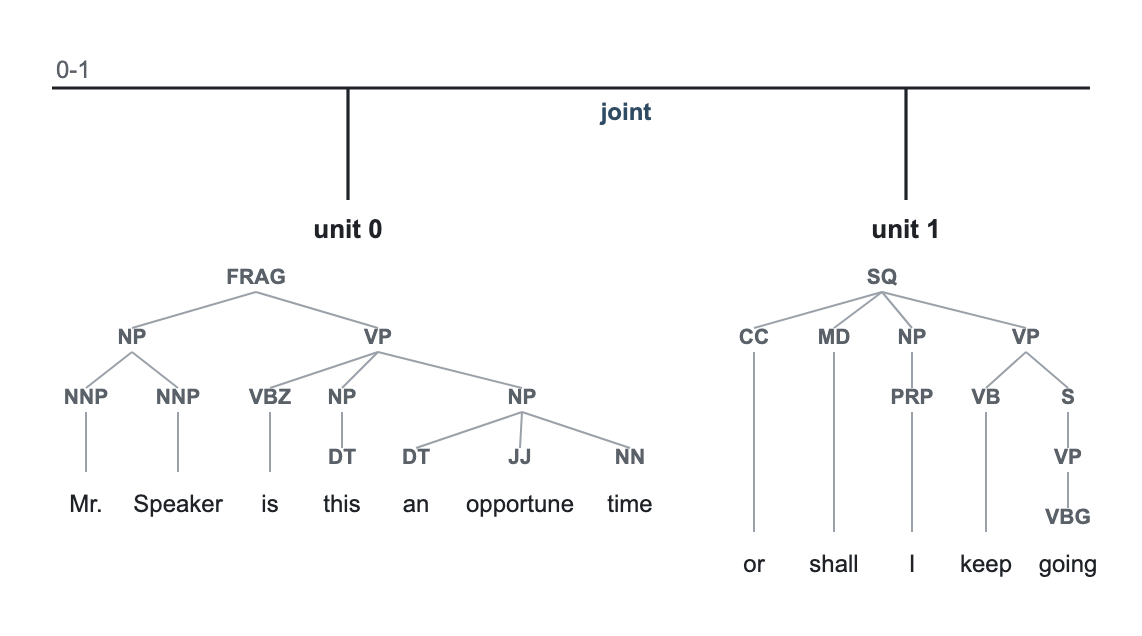 0-1
joint
unit 0 unit 1
FRAG SQ
NP VP CC MD NP VP
NNP NNP VBZ NP NP PRP VB S
DT DT JJ NN VP
Mr. Speaker is this an opportune time
VBG
or shall I keep going